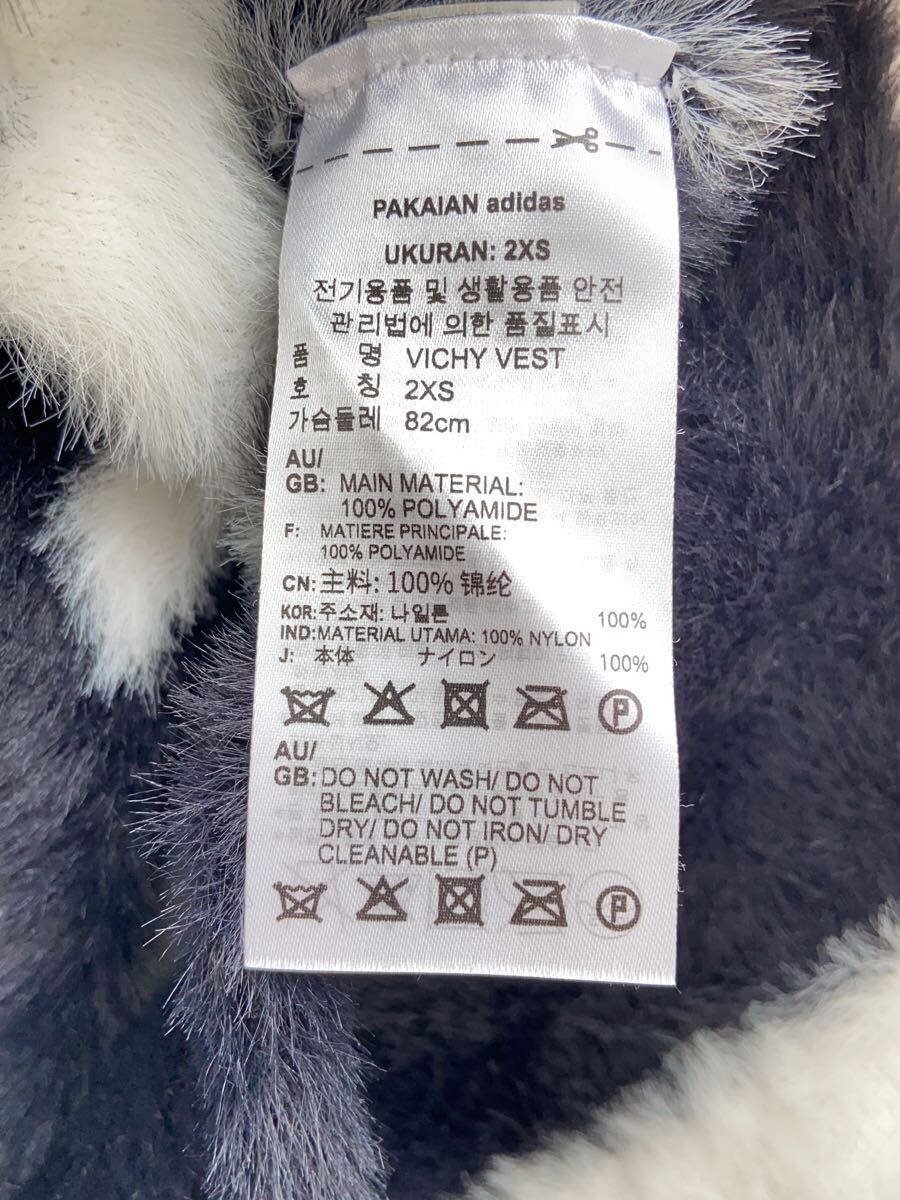 PAKAIAN adidas
UKURAN: 2XS
전기용품 및 생활용품 안전
관리법에 의한 품질표시
품 명 VICHY VEST
호 칭 2XS
가슴둘레 82cm
AU/
GB: MAIN MATERIAL:
100% POLYAMIDE
F: MATIERE PRINCIPALE:
100% POLYAMIDE
CN: 主料: 100% 锦纶
KOR: 주소재: 나일론 100%
IND: MATERIAL UTAMA: 100% NYLON
J: 本体 ナイロン 100%
P
AU/
GB: DO NOT WASH/ DO NOT
BLEACH/ DO NOT TUMBLE
DRY/ DO NOT IRON/ DRY
CLEANABLE (P)
P